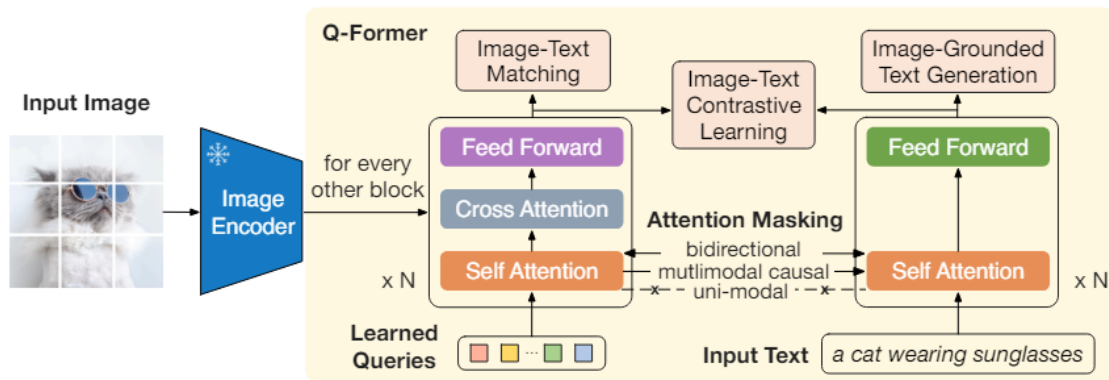 Q-Former
Image-Text
Matching
Image-Grounded
Text Generation
Image-Text
Contrastive
Learning
Input Image
Feed Forward
Feed Forward
for every
other block
Image
Encoder
Cross Attention
Attention Masking
bidirectional
Self Attention
mutlimodal causal
Self Attention
x N
uni-modal
x N
Learned
Queries
...
Input Text
a cat wearing sunglasses